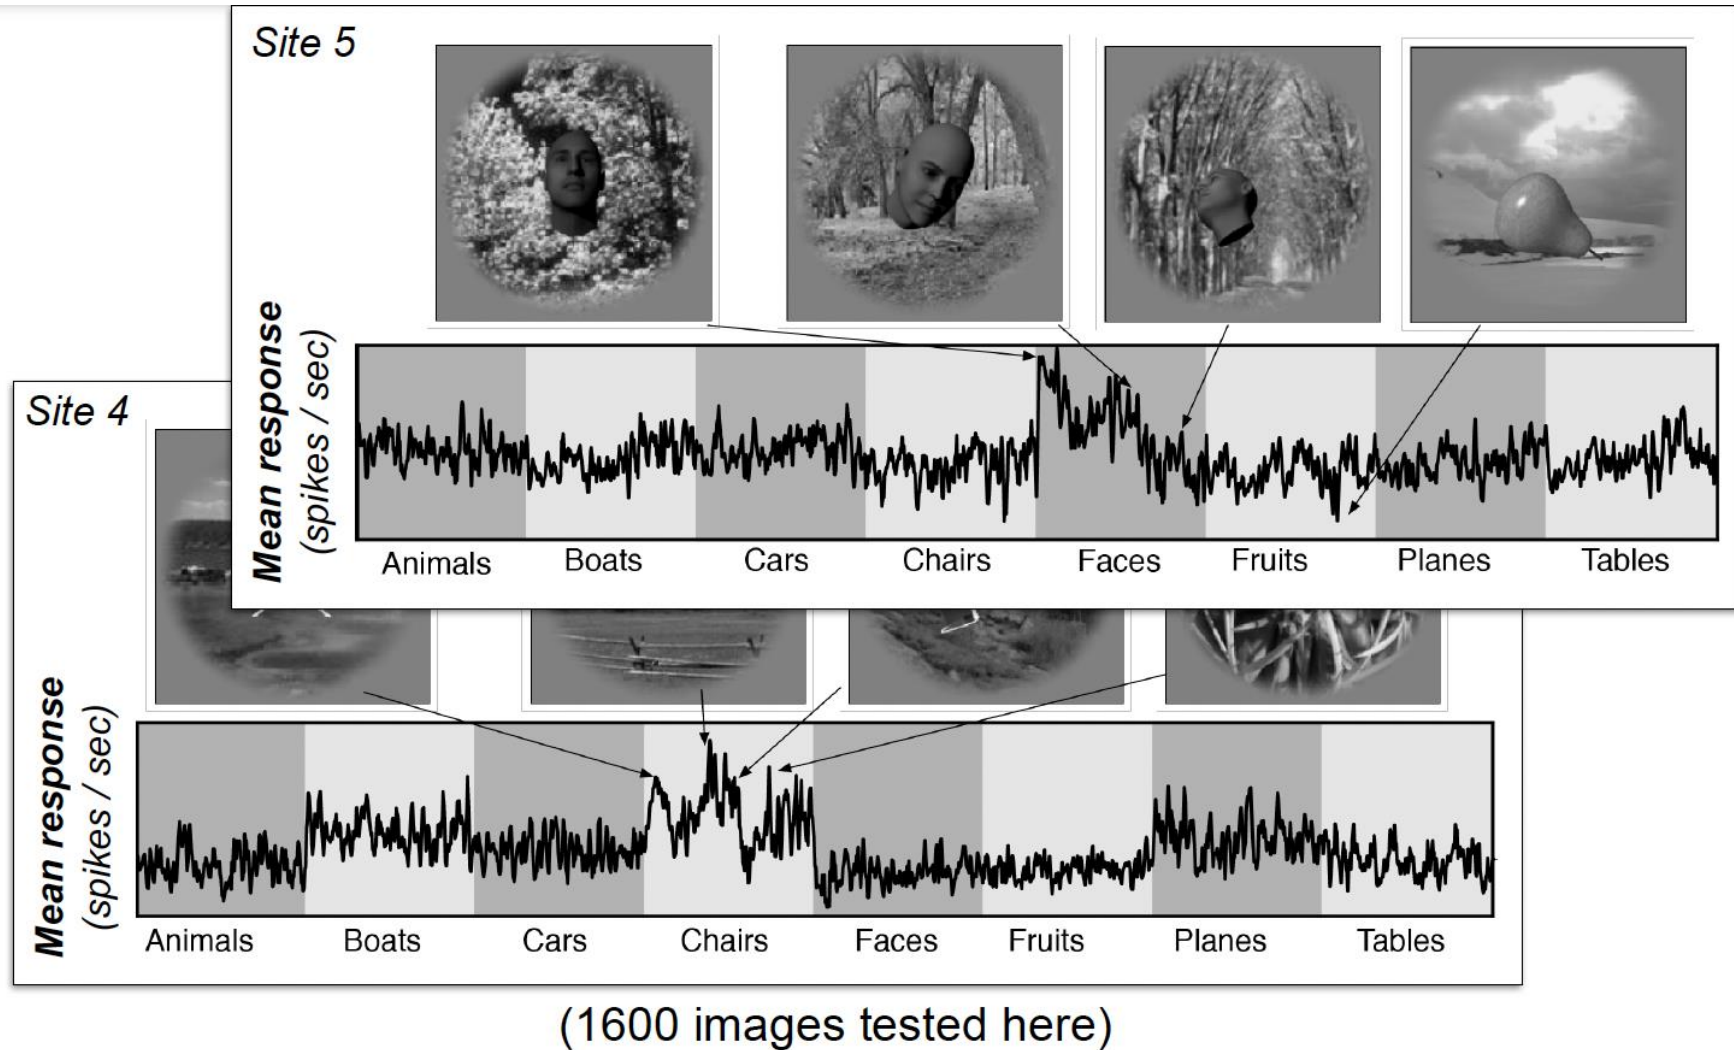 Site 5
Mean response
(spikes / sec)
Animals Boats Cars Chairs Faces Fruits Planes Tables
Site 4
Mean response
(spikes / sec)
Animals Boats Cars Chairs Faces Fruits Planes Tables
(1600 images tested here)